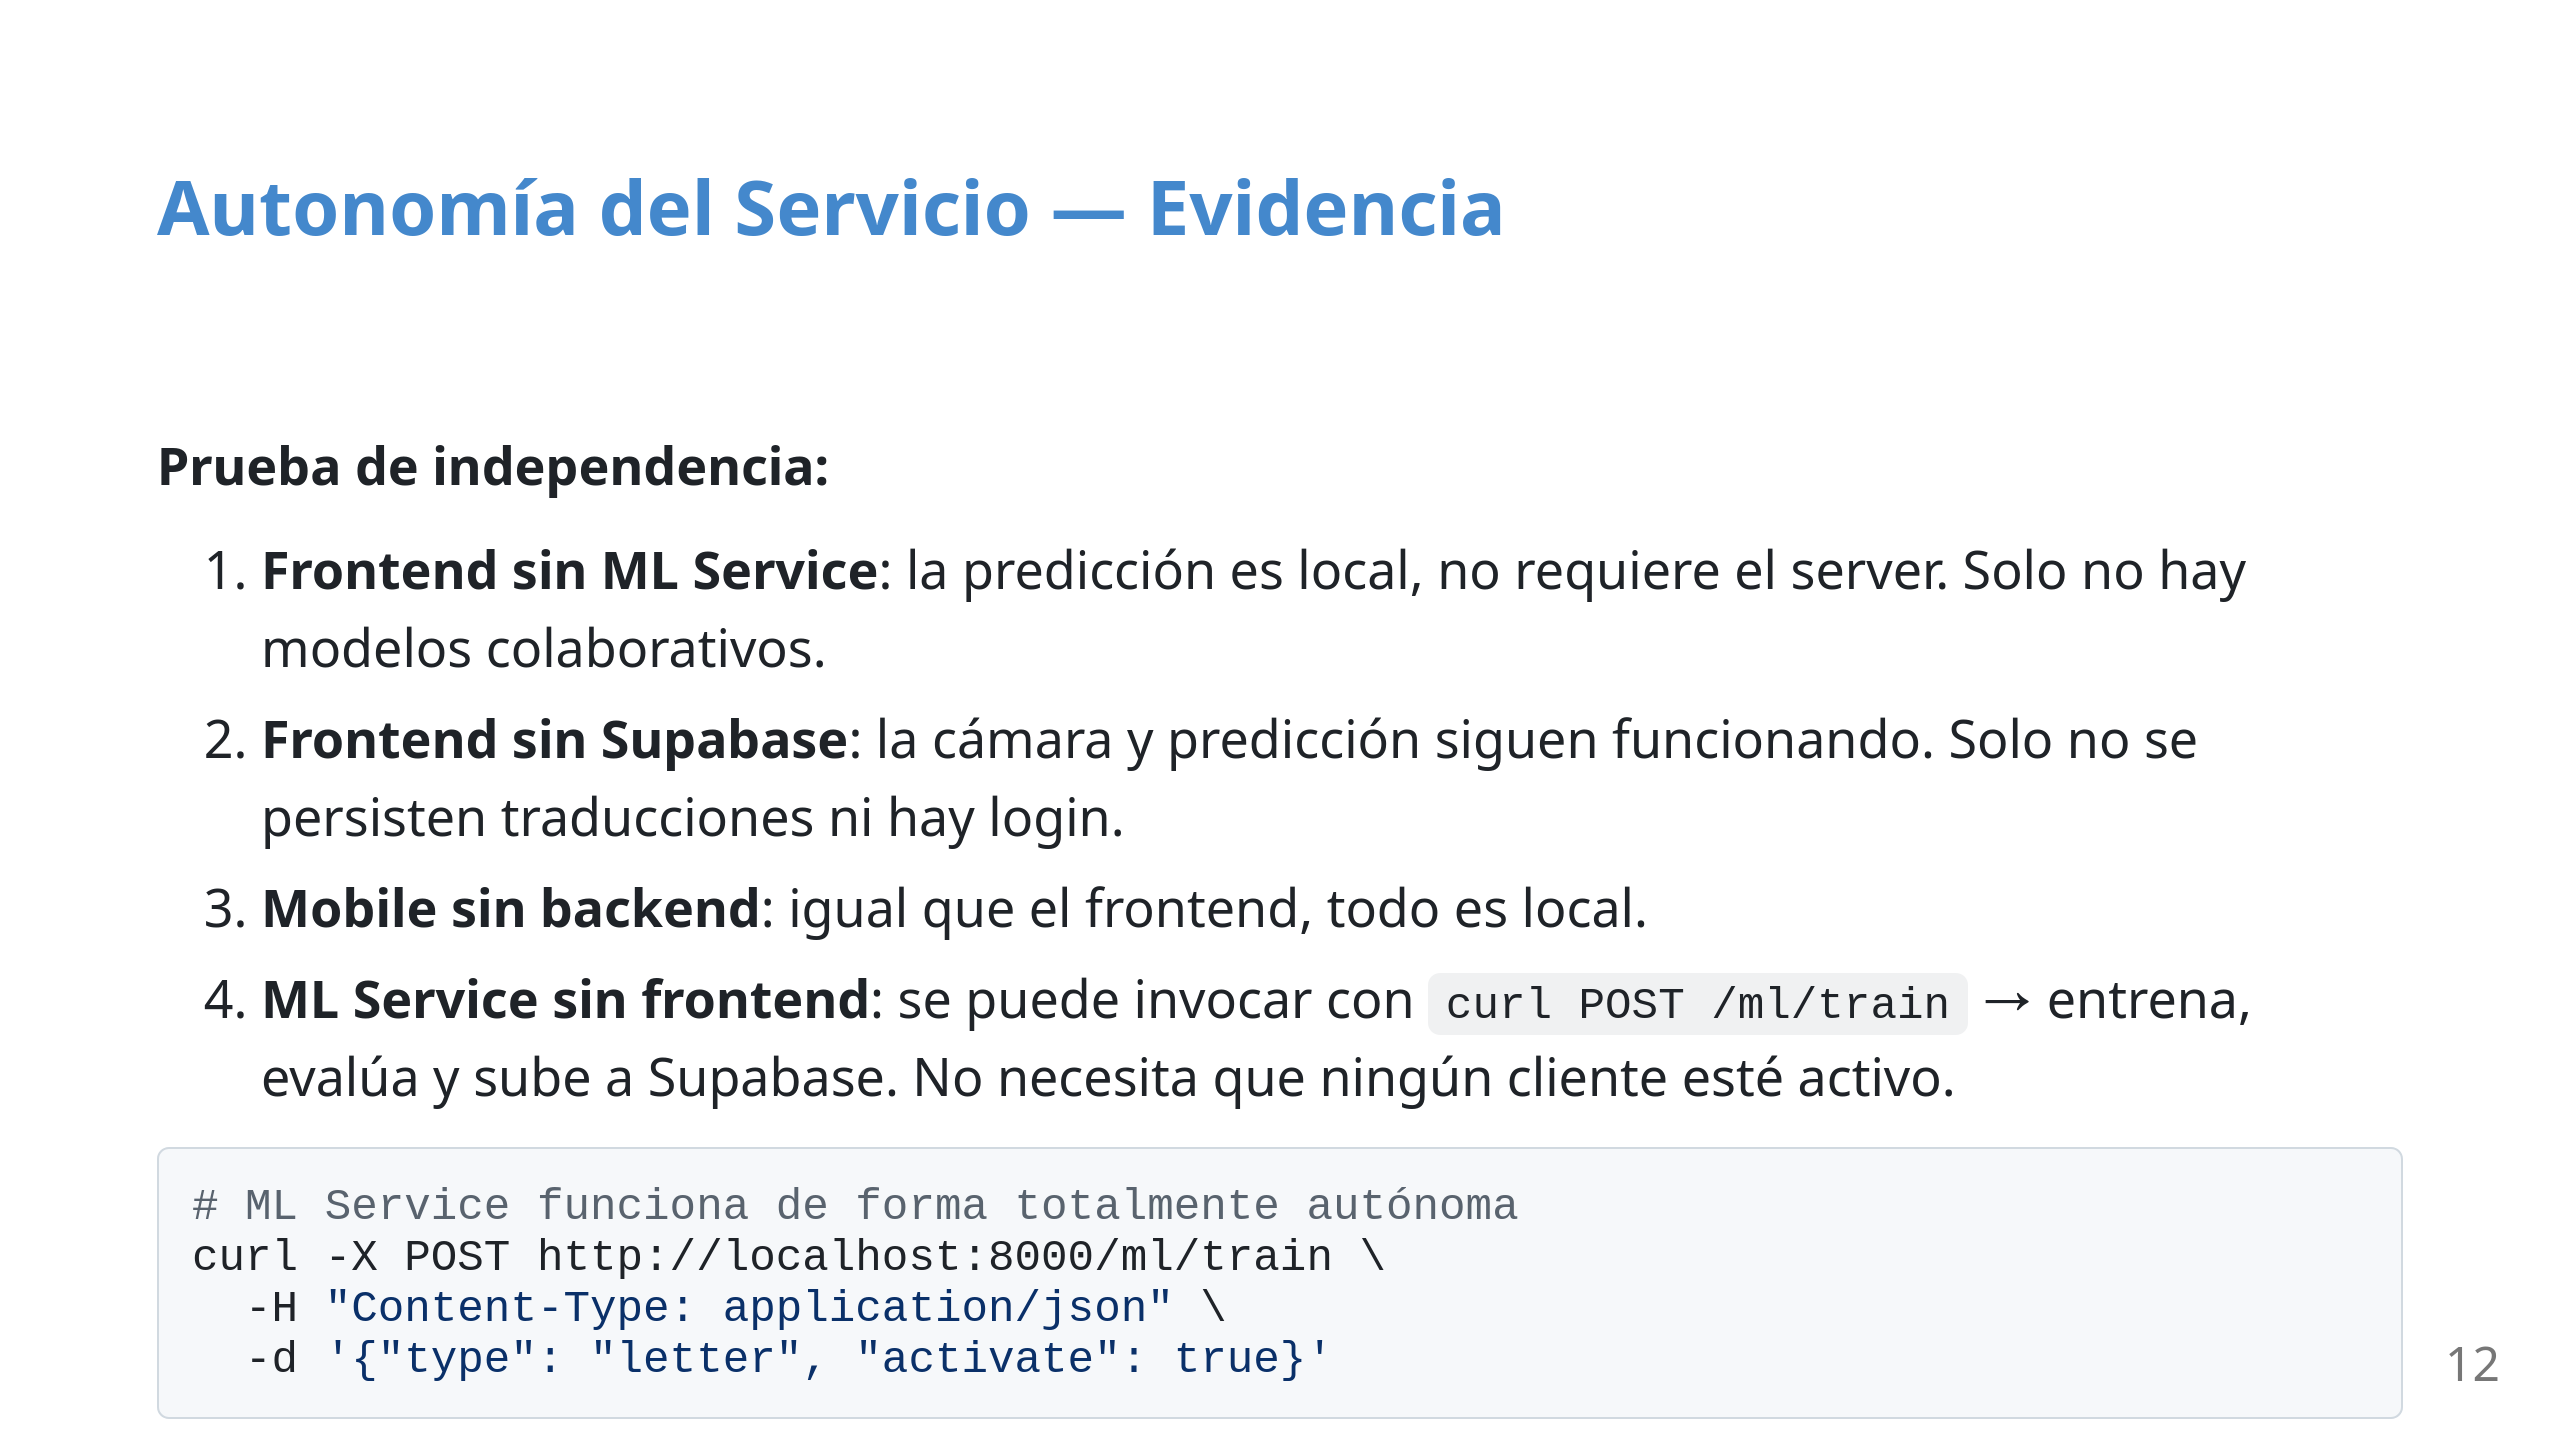 Autonomía del Servicio — Evidencia
Prueba de independencia:
1. Frontend sin ML Service: la predicción es local, no requiere el server. Solo no hay
modelos colaborativos.
2. Frontend sin Supabase: la cámara y predicción siguen funcionando. Solo no se
persisten traducciones ni hay login.
3. Mobile sin backend: igual que el frontend, todo es local.
4. ML Service sin frontend: se puede invocar con curl POST /ml/train → entrena,
evalúa y sube a Supabase. No necesita que ningún cliente esté activo.
# ML Service funciona de forma totalmente autónoma
curl -X POST http://localhost:8000/ml/train \
  -H "Content-Type: application/json" \
  -d '{"type": "letter", "activate": true}'
12